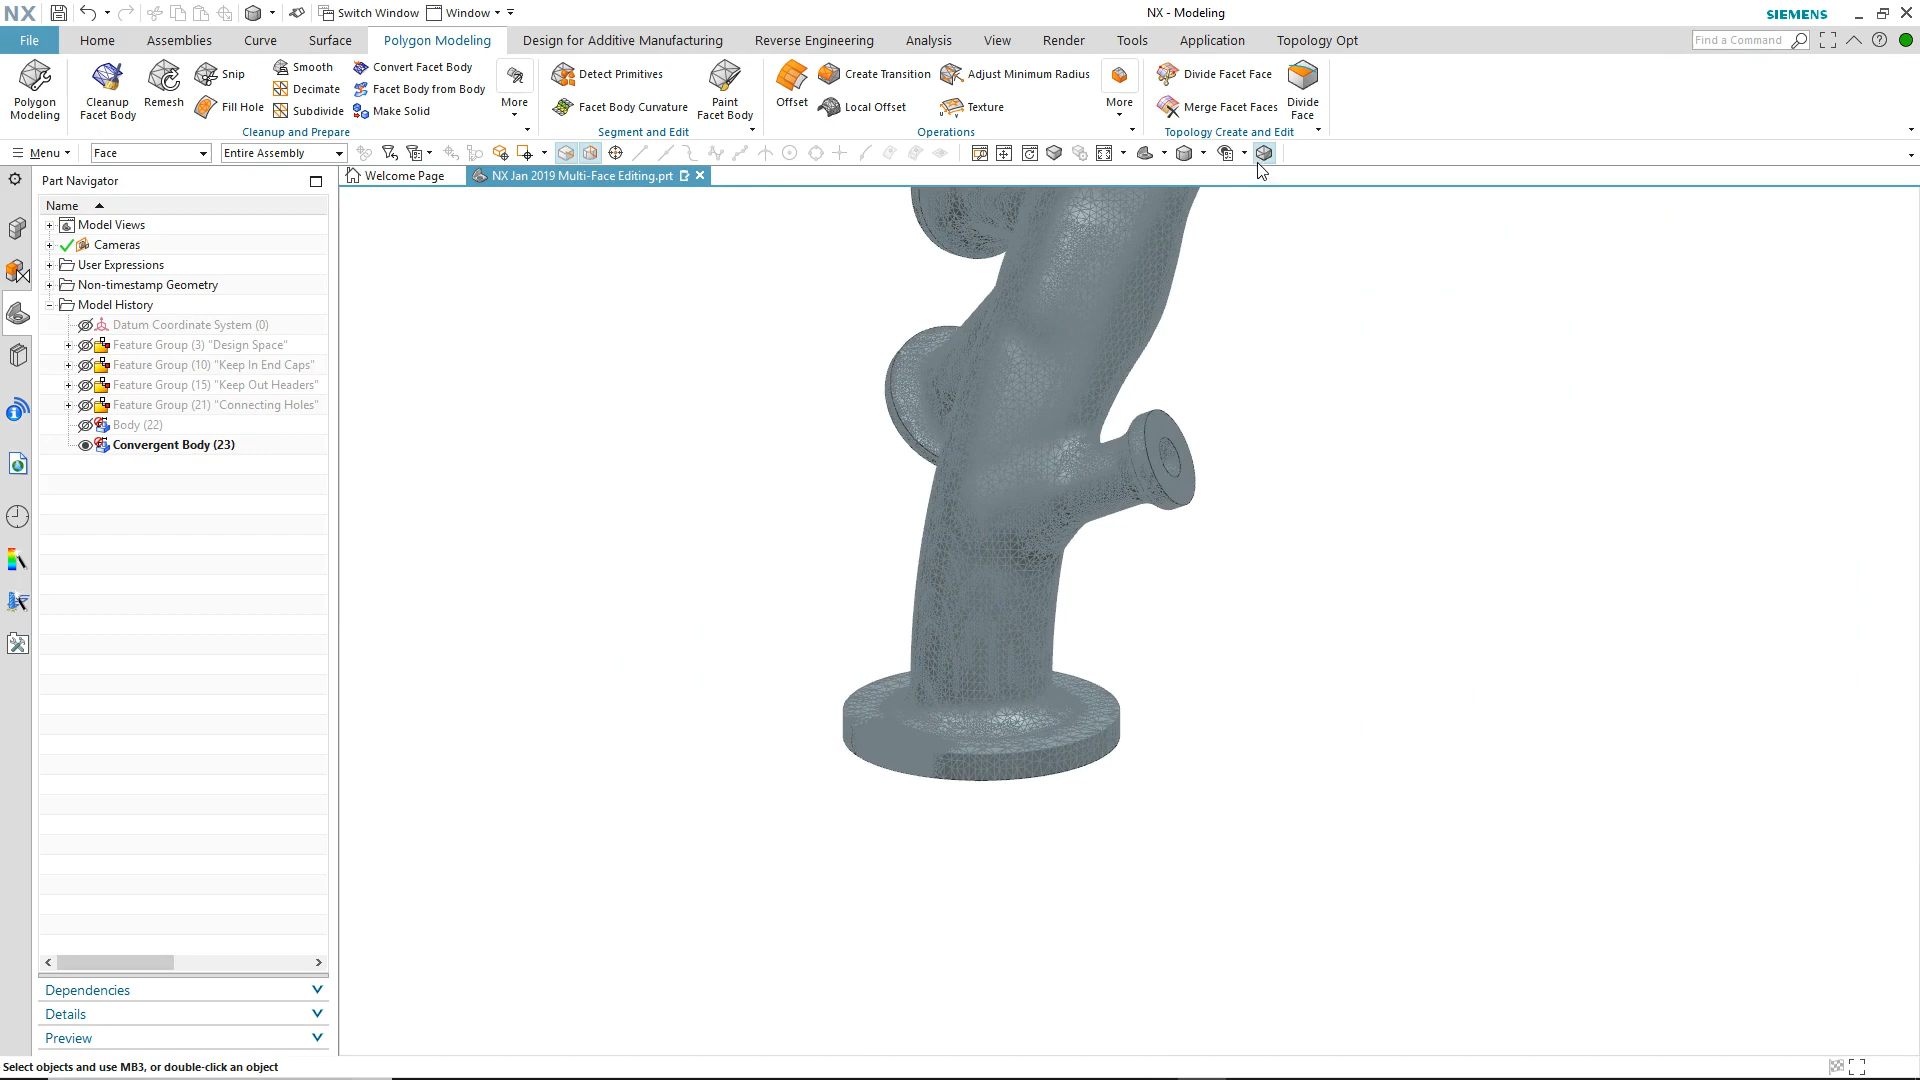 NX Switch Window Window NX - Modeling SIEMENS
File Home Assemblies Curve Surface Polygon Modeling Design for Additive Manufacturing Reverse Engineering Analysis View Render Tools Application Topology Opt Find a Command
Polygon Modeling
Cleanup Facet Body
Remesh
Snip
Fill Hole
Smooth
Decimate
Subdivide
Convert Facet Body
Facet Body from Body
Make Solid
More
Cleanup and Prepare
Detect Primitives
Facet Body Curvature
Paint Facet Body
Segment and Edit
Offset
Create Transition
Local Offset
Adjust Minimum Radius
Texture
More
Operations
Divide Facet Face
Merge Facet Faces
Divide Face
Topology Create and Edit
Menu Face Entire Assembly
Part Navigator
Welcome Page NX Jan 2019 Multi-Face Editing.prt
Name
Model Views
Cameras
User Expressions
Non-timestamp Geometry
Model History
Datum Coordinate System (0)
Feature Group (3) "Design Space"
Feature Group (10) "Keep In End Caps"
Feature Group (15) "Keep Out Headers"
Feature Group (21) "Connecting Holes"
Body (22)
Convergent Body (23)
Dependencies
Details
Preview
Select objects and use MB3, or double-click an object